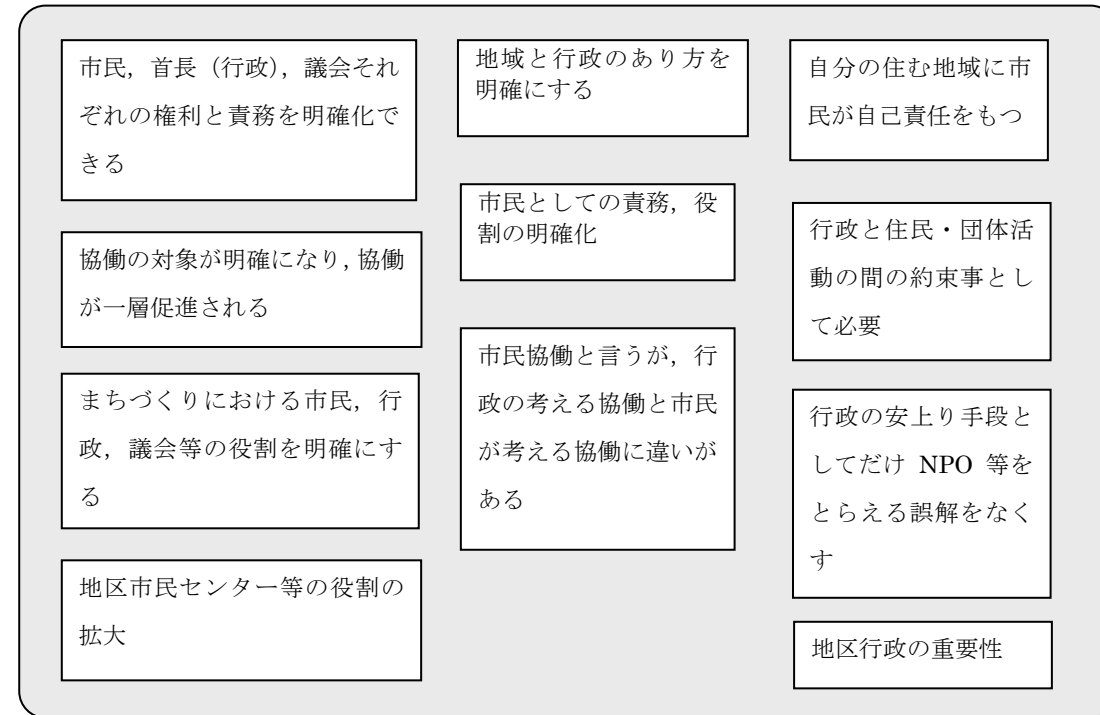 市民，首長（行政），議会それ
ぞれの権利と責務を明確化で
きる
協働の対象が明確になり，協働
が一層促進される
まちづくりにおける市民，行
政，議会等の役割を明確にす
る
地区市民センター等の役割の
拡大
地域と行政のあり方を
明確にする
市民としての責務，役
割の明確化
市民協働と言うが，行
政の考える協働と市民
が考える協働に違いが
ある
自分の住む地域に市
民が自己責任をもつ
行政と住民・団体活
動の間の約束事とし
て必要
行政の安上り手段と
してだけ NPO 等を
とらえる誤解をなく
す
地区行政の重要性